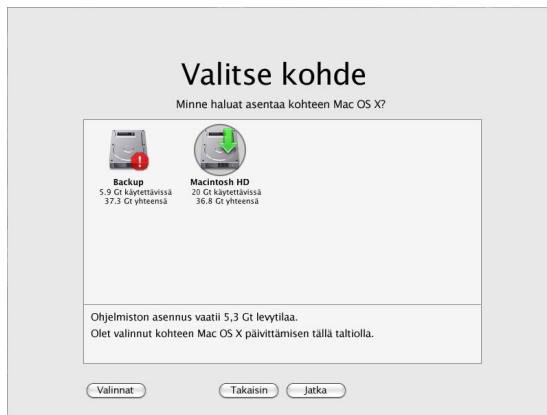 Valitse kohde
Minne haluat asentaa kohteen Mac OS X?
Backup
5.9 Gt käytettävissä
37.3 Gt yhteensä
Macintosh HD
20 Gt käytettävissä
36.8 Gt yhteensä
Ohjelmiston asennus vaatii 5,3 Gt levytilaa.
Olet valinnut kohteen Mac OS X päivittämisen tällä taltiolla.
Valinnat
Takaisin
Jatka